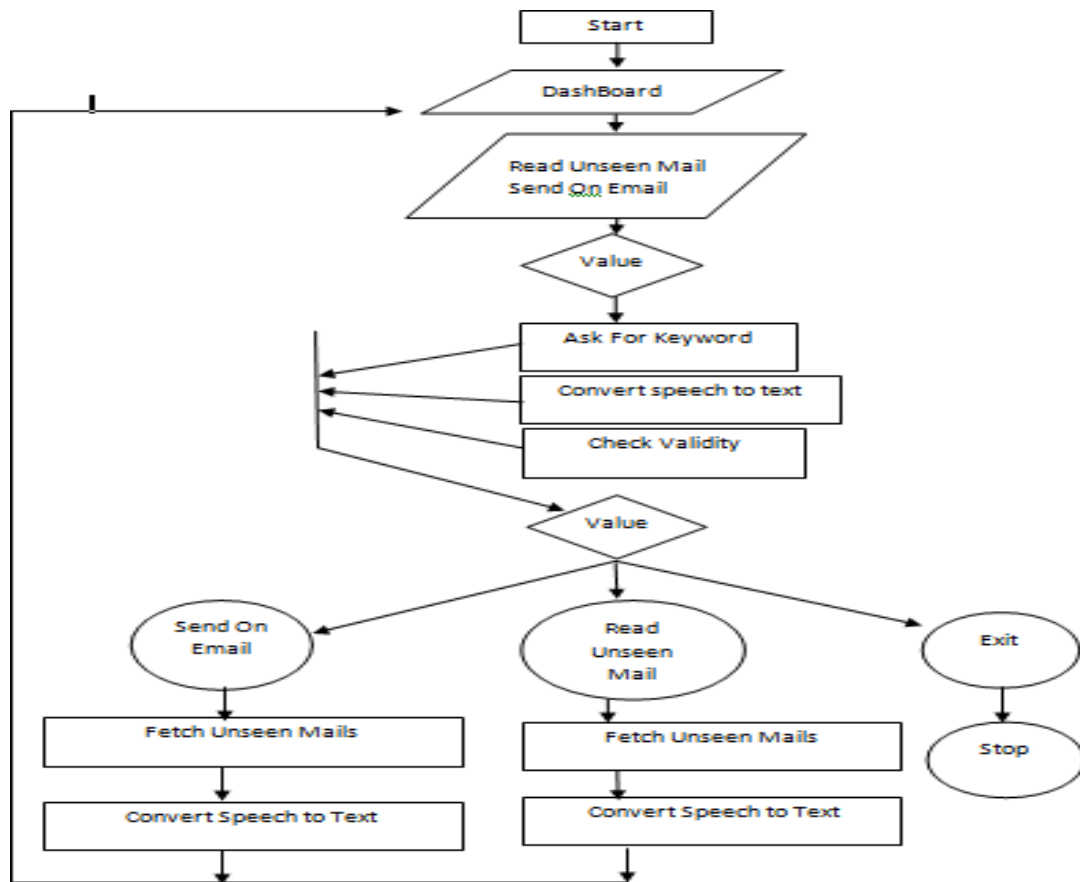 Start
DashBoard
Read Unseen Mail
Send On Email
Value
Ask For Keyword
Convert speech to text
Check Validity
Value
Send On
Email
Read
Unseen
Mail
Exit
Fetch Unseen Mails
Fetch Unseen Mails
Stop
Convert Speech to Text
Convert Speech to Text